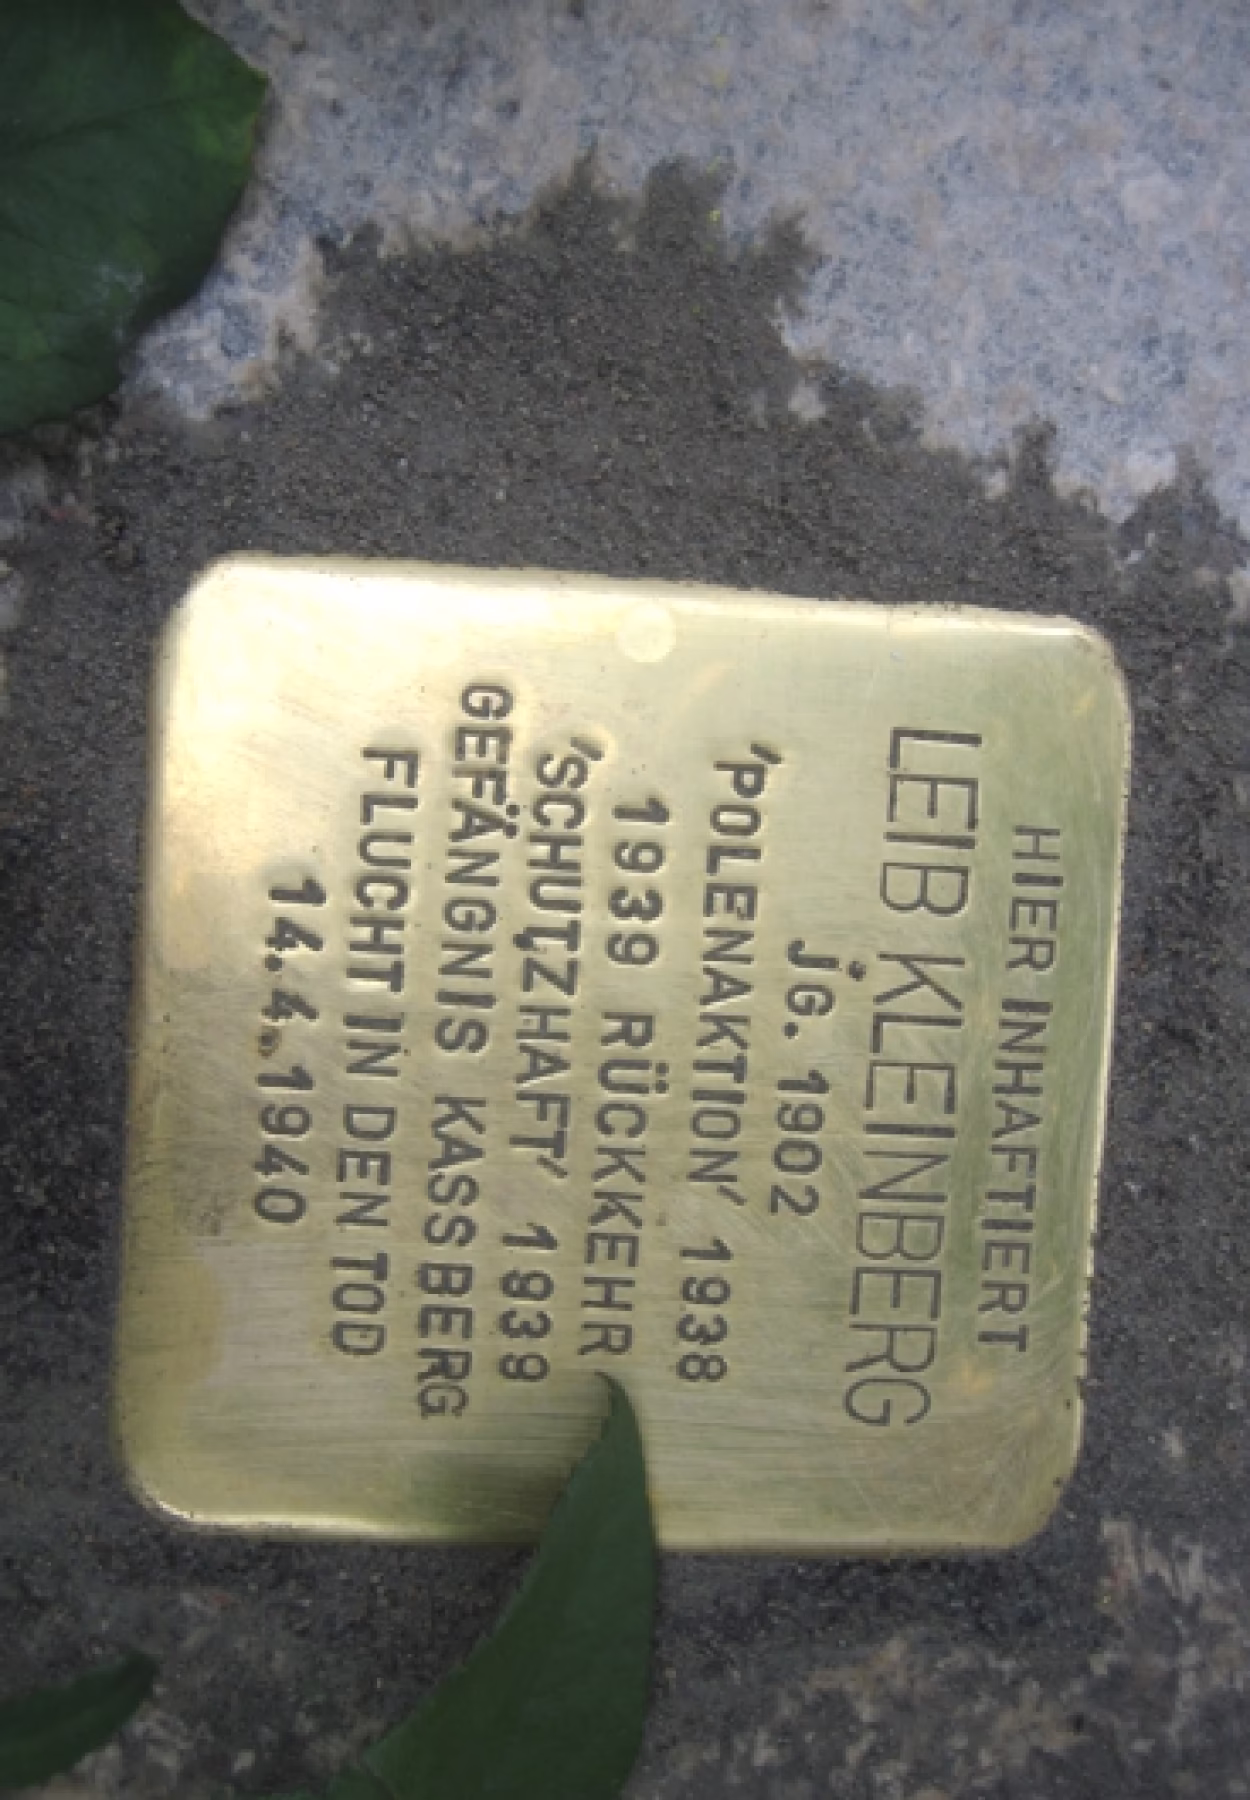 HIER INHAFTIERT
LEIB KLEINBERG
JG. 1902
'POLENAKTION' 1938
1939 RÜCKKEHR
'SCHUTZHAFT' 1939
GEFÄNGNIS KASSBERG
FLUCHT IN DEN TOD
14.4.1940